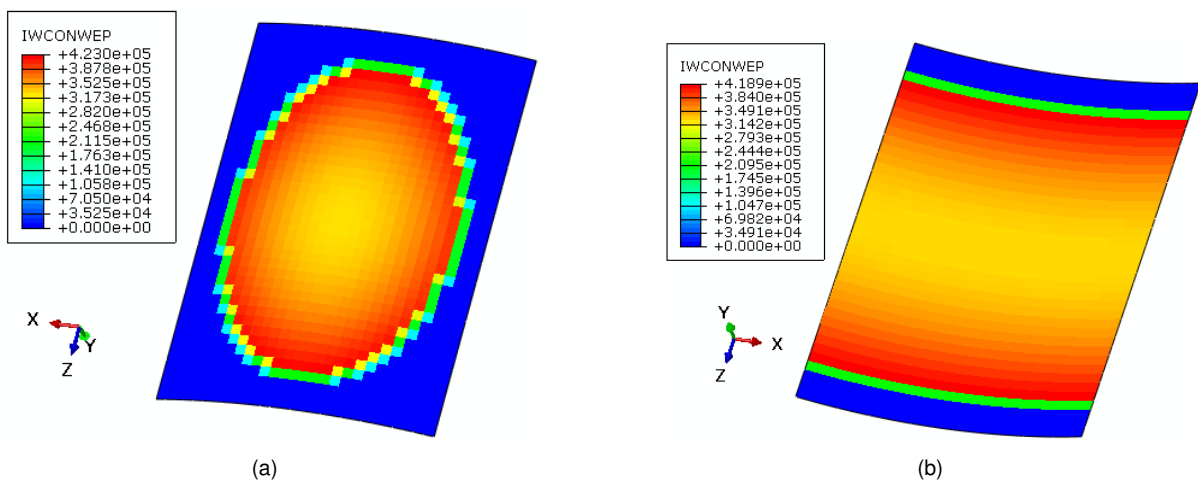 IWCONWEP
+4.230e+05
+3.878e+05
+3.525e+05
+3.173e+05
+2.820e+05
+2.468e+05
+2.115e+05
+1.763e+05
+1.410e+05
+1.058e+05
+7.050e+04
+3.525e+04
+0.000e+00
X
Y
Z
(a)
IWCONWEP
+4.189e+05
+3.840e+05
+3.491e+05
+3.142e+05
+2.793e+05
+2.444e+05
+2.095e+05
+1.745e+05
+1.396e+05
+1.047e+05
+6.982e+04
+3.491e+04
+0.000e+00
Y
X
Z
(b)